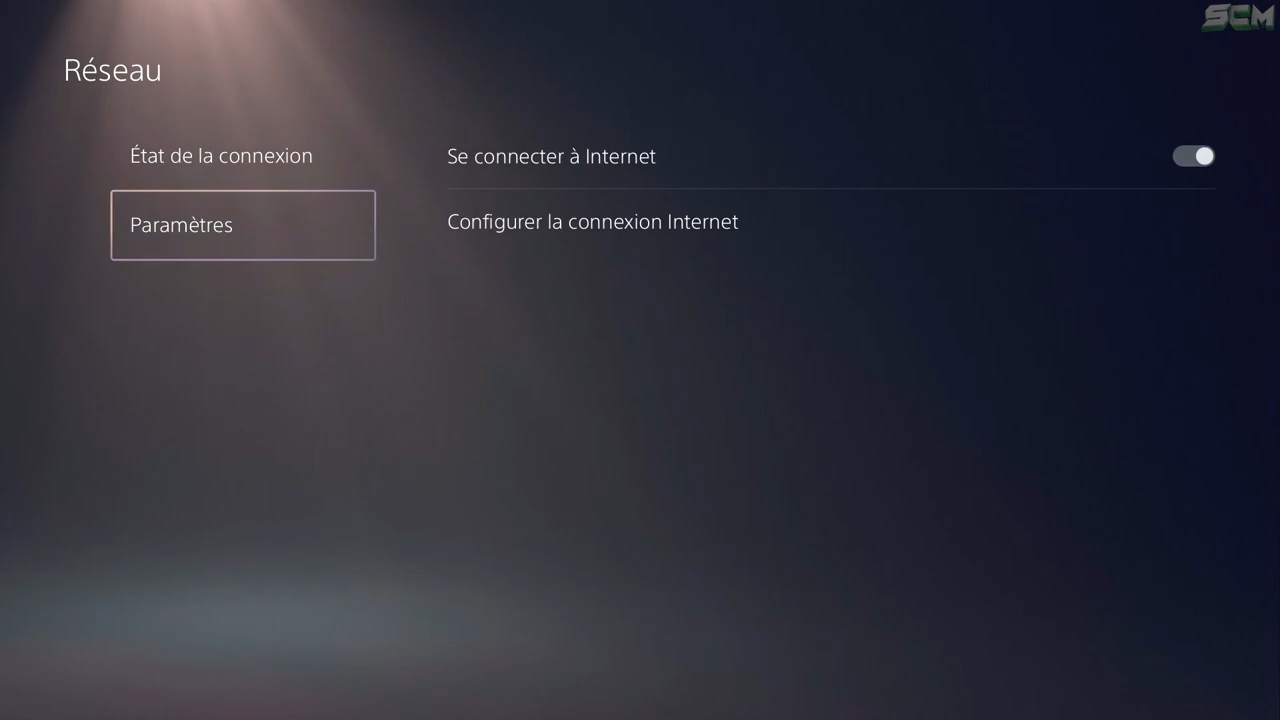 SCM
Réseau
État de la connexion
Paramètres
Se connecter à Internet
Configurer la connexion Internet